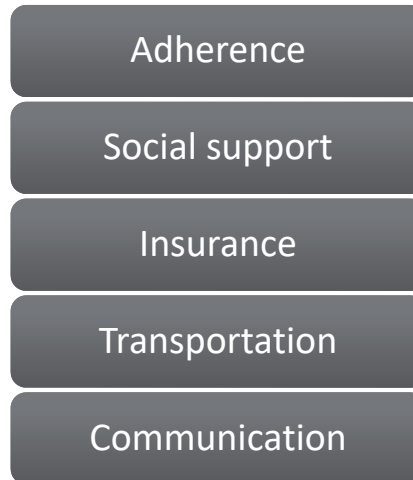 Adherence
Social support
Insurance
Transportation
Communication